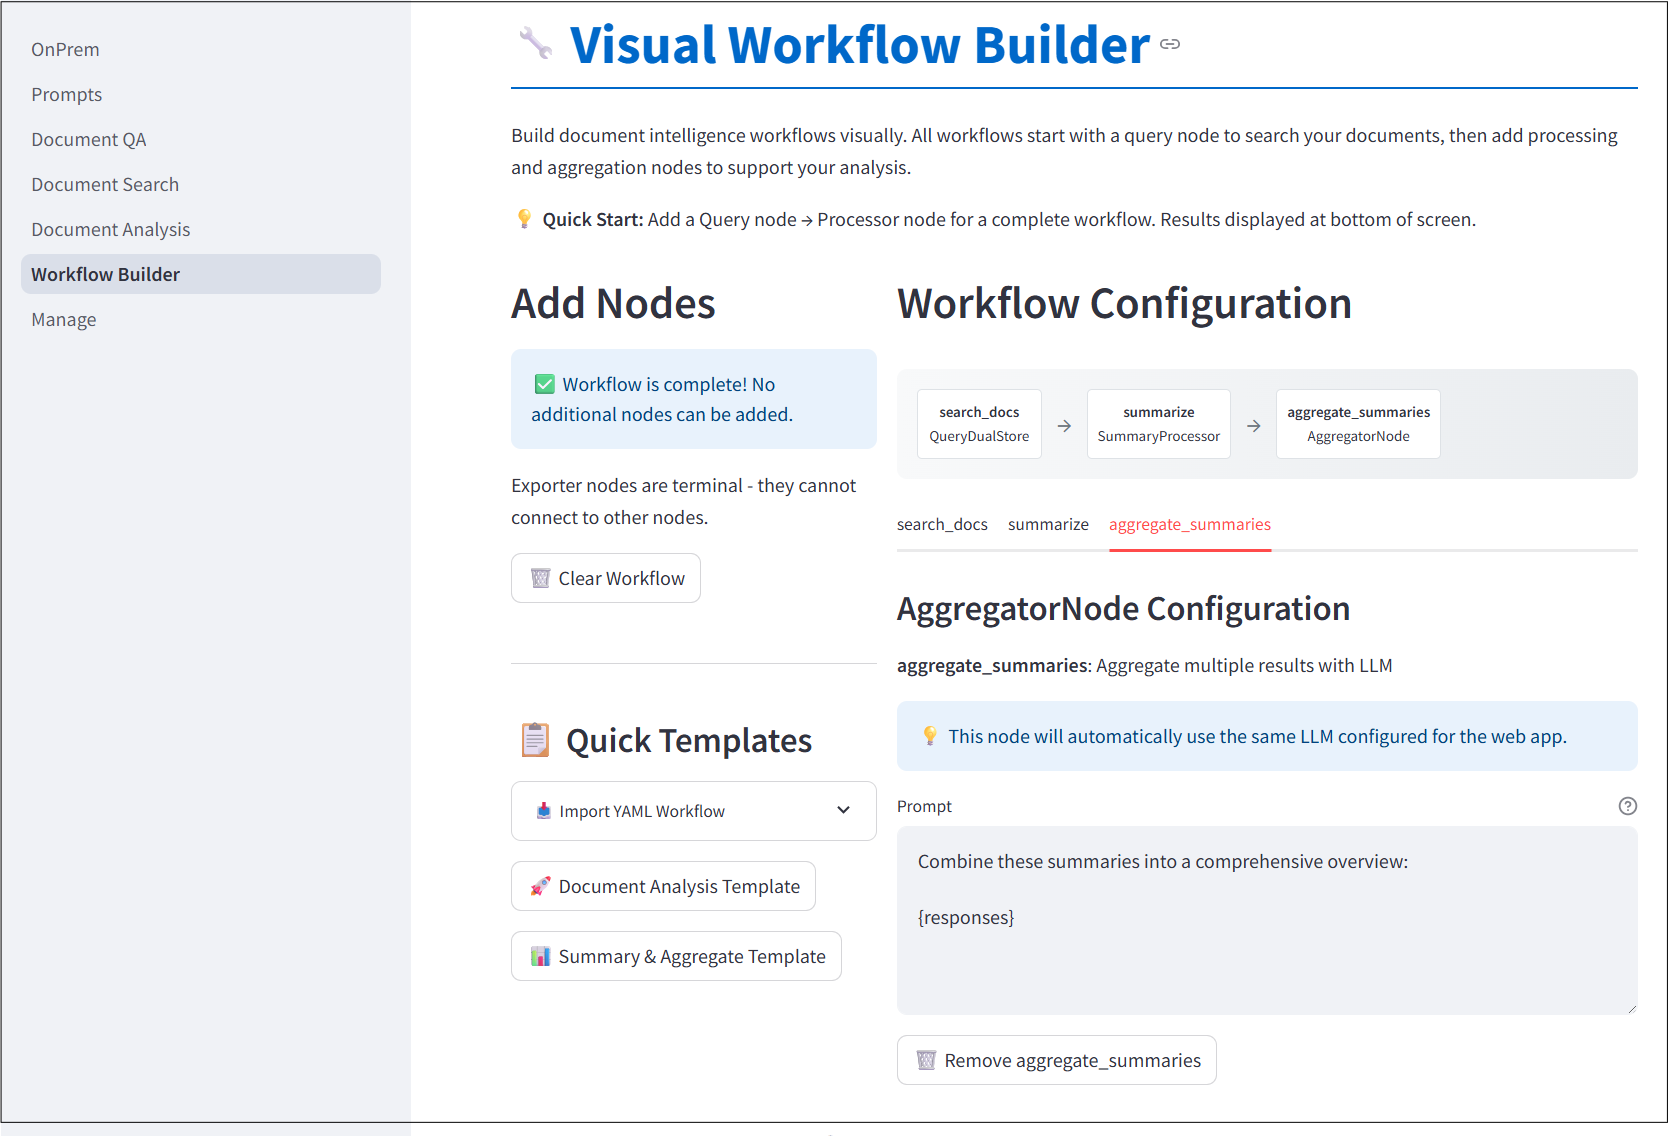 OnPrem
Prompts
Document QA
Document Search
Document Analysis
Workflow Builder
Manage
Visual Workflow Builder
Build document intelligence workflows visually. All workflows start with a query node to search your documents, then add processing
and aggregation nodes to support your analysis.
Quick Start: Add a Query node → Processor node for a complete workflow. Results displayed at bottom of screen.
Add Nodes
Workflow is complete! No
additional nodes can be added.
Exporter nodes are terminal - they cannot
connect to other nodes.
Clear Workflow
Quick Templates
Import YAML Workflow
Document Analysis Template
Summary & Aggregate Template
Workflow Configuration
search_docs
QueryDualStore
→
summarize
SummaryProcessor
→
aggregate_summaries
AggregatorNode
search_docs summarize aggregate_summaries
AggregatorNode Configuration
aggregate_summaries: Aggregate multiple results with LLM
This node will automatically use the same LLM configured for the web app.
Prompt
Combine these summaries into a comprehensive overview:
{responses}
Remove aggregate_summaries